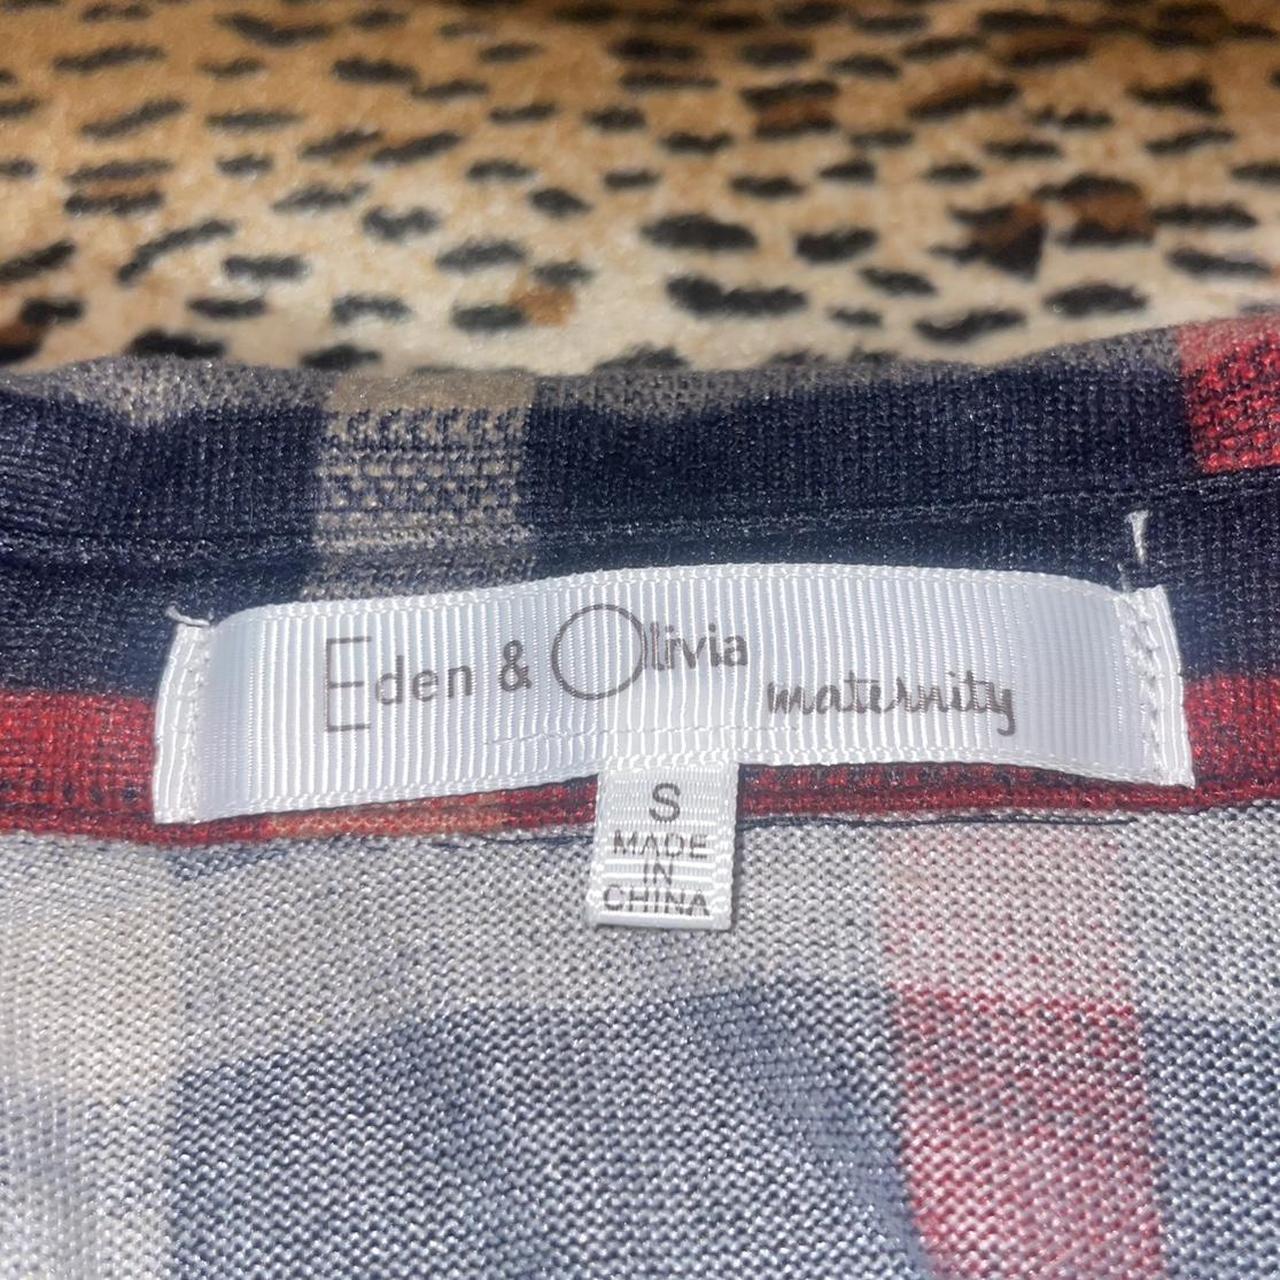 Eden & Olivia
maternity
S
MADE
IN
CHINA